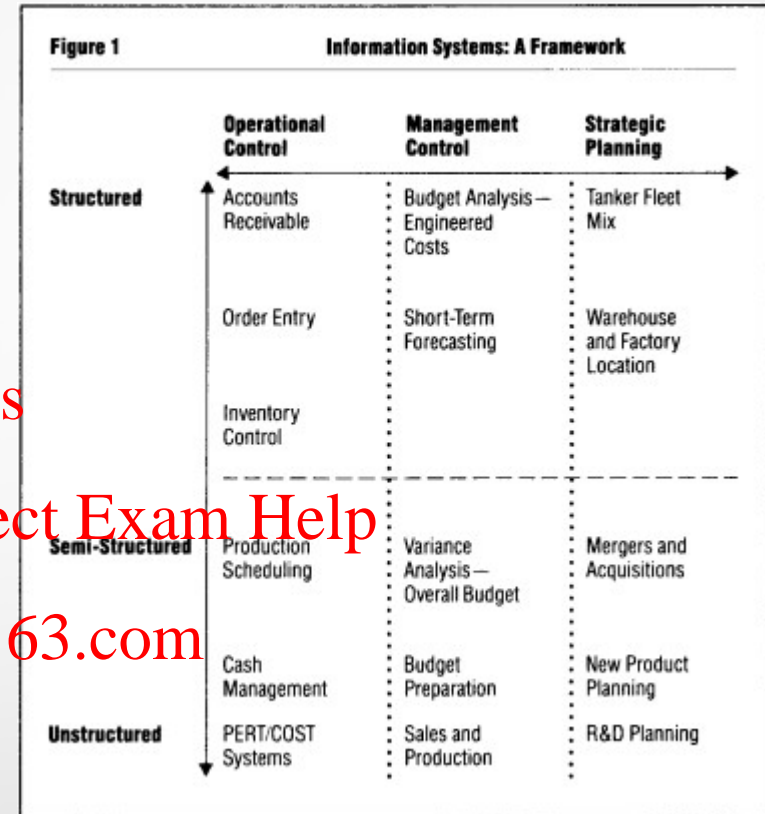 Figure 1 Information Systems: A Framework
Operational Management Strategic
Control Control Planning
Structured Accounts Budget Analysis— Tanker Fleet
Receivable Engineered Mix
Costs
Order Entry Short-Term Warehouse
Forecasting and Factory
Location
s
Inventory
Control
ect Exam Help
Semi-Structured Production Variance Mergers and
Scheduling Analysis— Acquisitions
Overall Budget
63.com
Cash Budget New Product
Management Preparation Planning
Unstructured PERT/COST Sales and R&D Planning
Systems Production